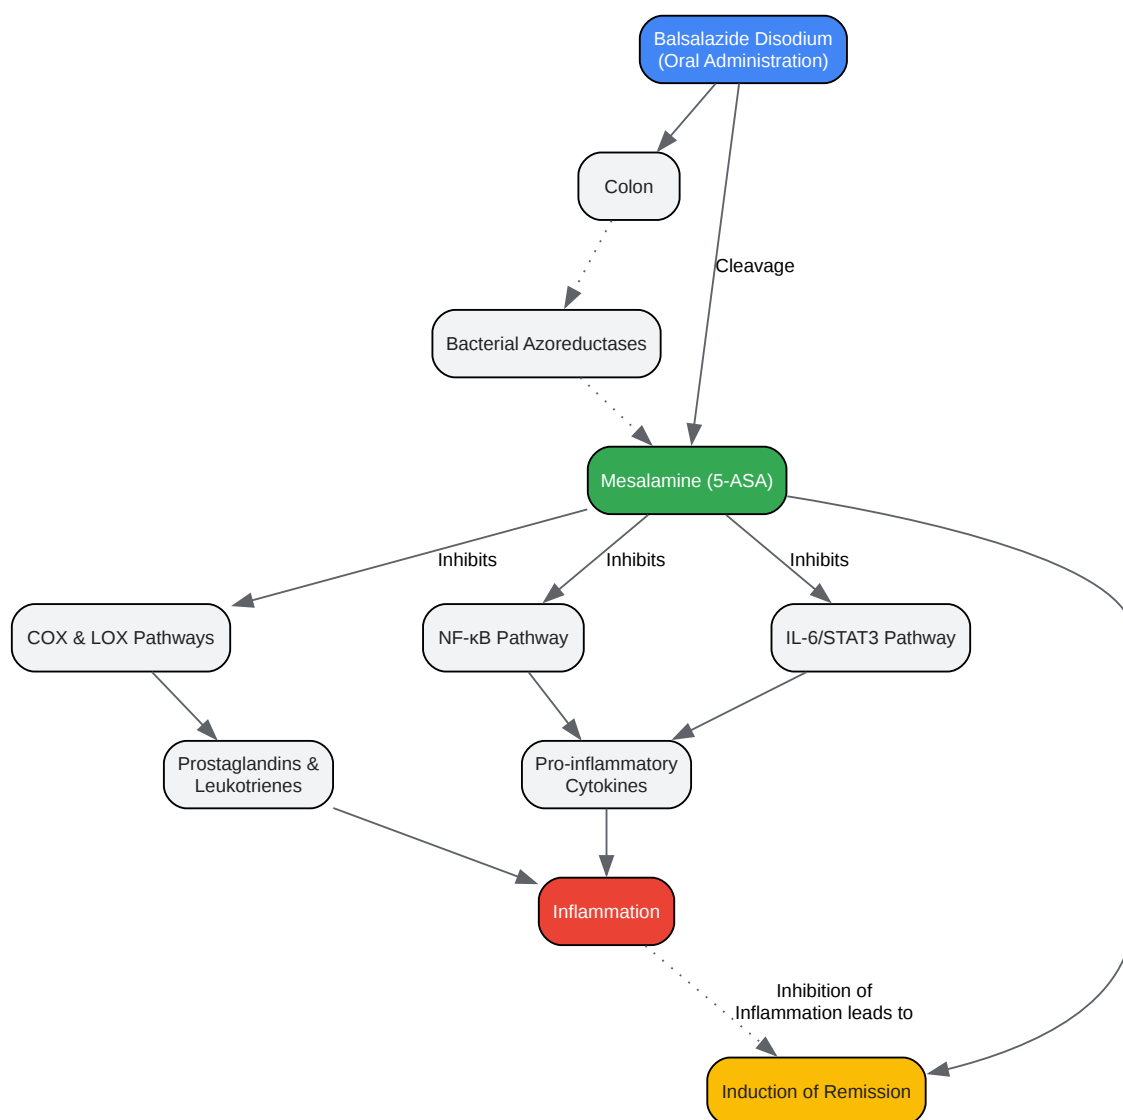 Balsalazide Disodium
(Oral Administration)
Colon
Cleavage
Bacterial Azoreductases
Mesalamine (5-ASA)
Inhibits
Inhibits
Inhibits
COX & LOX Pathways
NF-κB Pathway
IL-6/STAT3 Pathway
Prostaglandins &
Leukotrienes
Pro-inflammatory
Cytokines
Inflammation
Inhibition of
Inflammation leads to
Induction of Remission